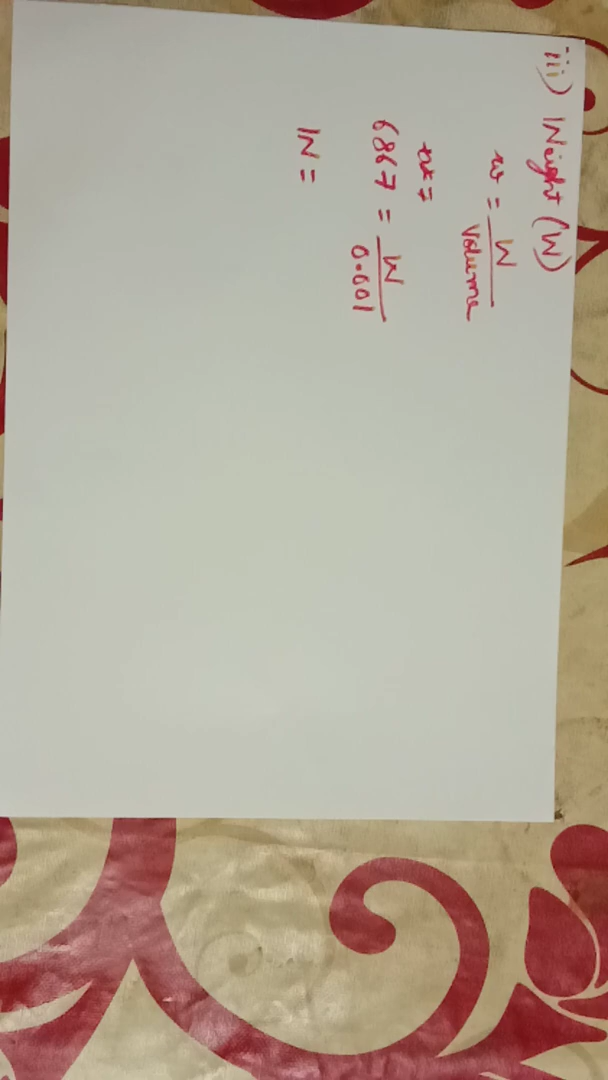 iii) Weight (W)
w = W / Volume
6867 = W / 0.001
W =